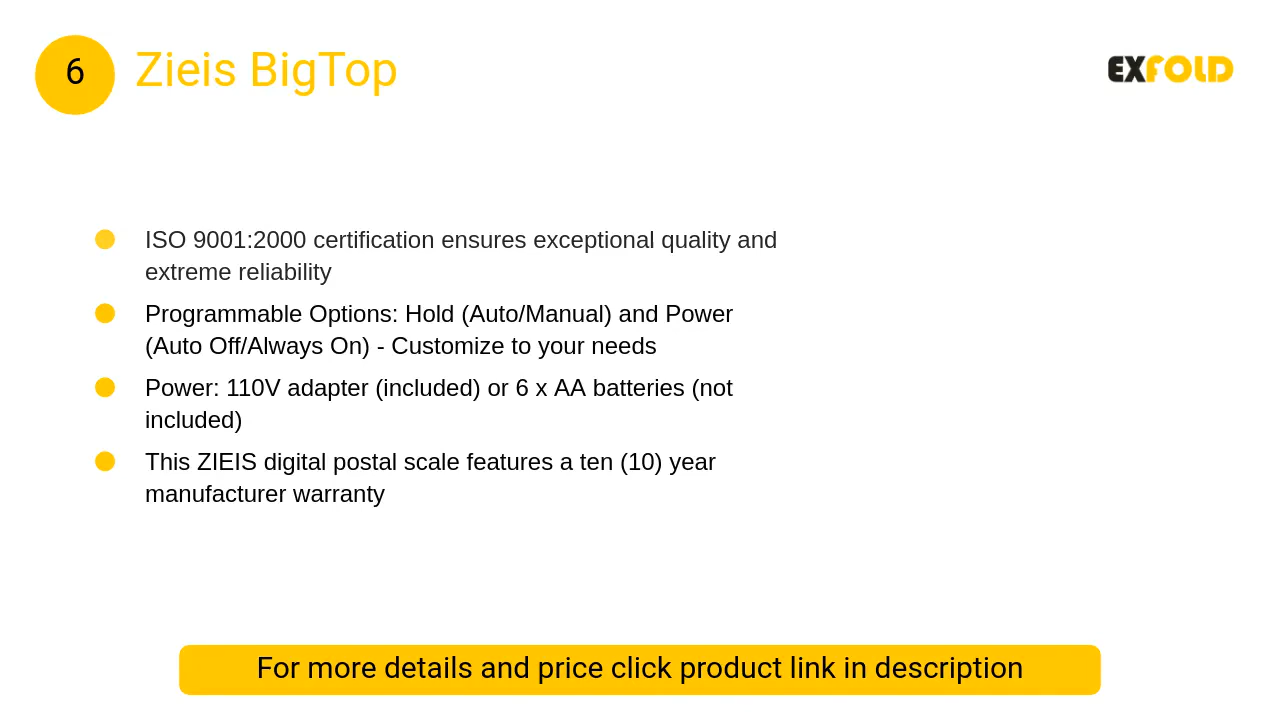 6
Zieis BigTop
EXFOLD
ISO 9001:2000 certification ensures exceptional quality and
extreme reliability
Programmable Options: Hold (Auto/Manual) and Power
(Auto Off/Always On) - Customize to your needs
Power: 110V adapter (included) or 6 x AA batteries (not
included)
This ZIEIS digital postal scale features a ten (10) year
manufacturer warranty
For more details and price click product link in description